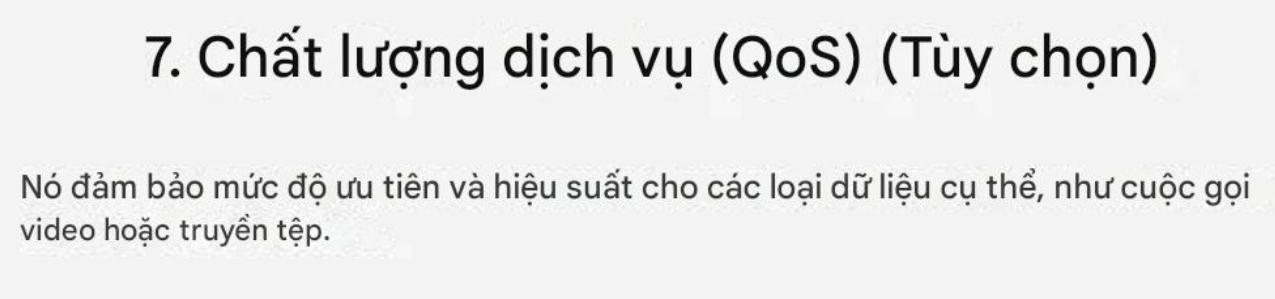 7. Chất lượng dịch vụ (QoS) (Tùy chọn)
Nó đảm bảo mức độ ưu tiên và hiệu suất cho các loại dữ liệu cụ thể, như cuộc gọi
video hoặc truyền tệp.